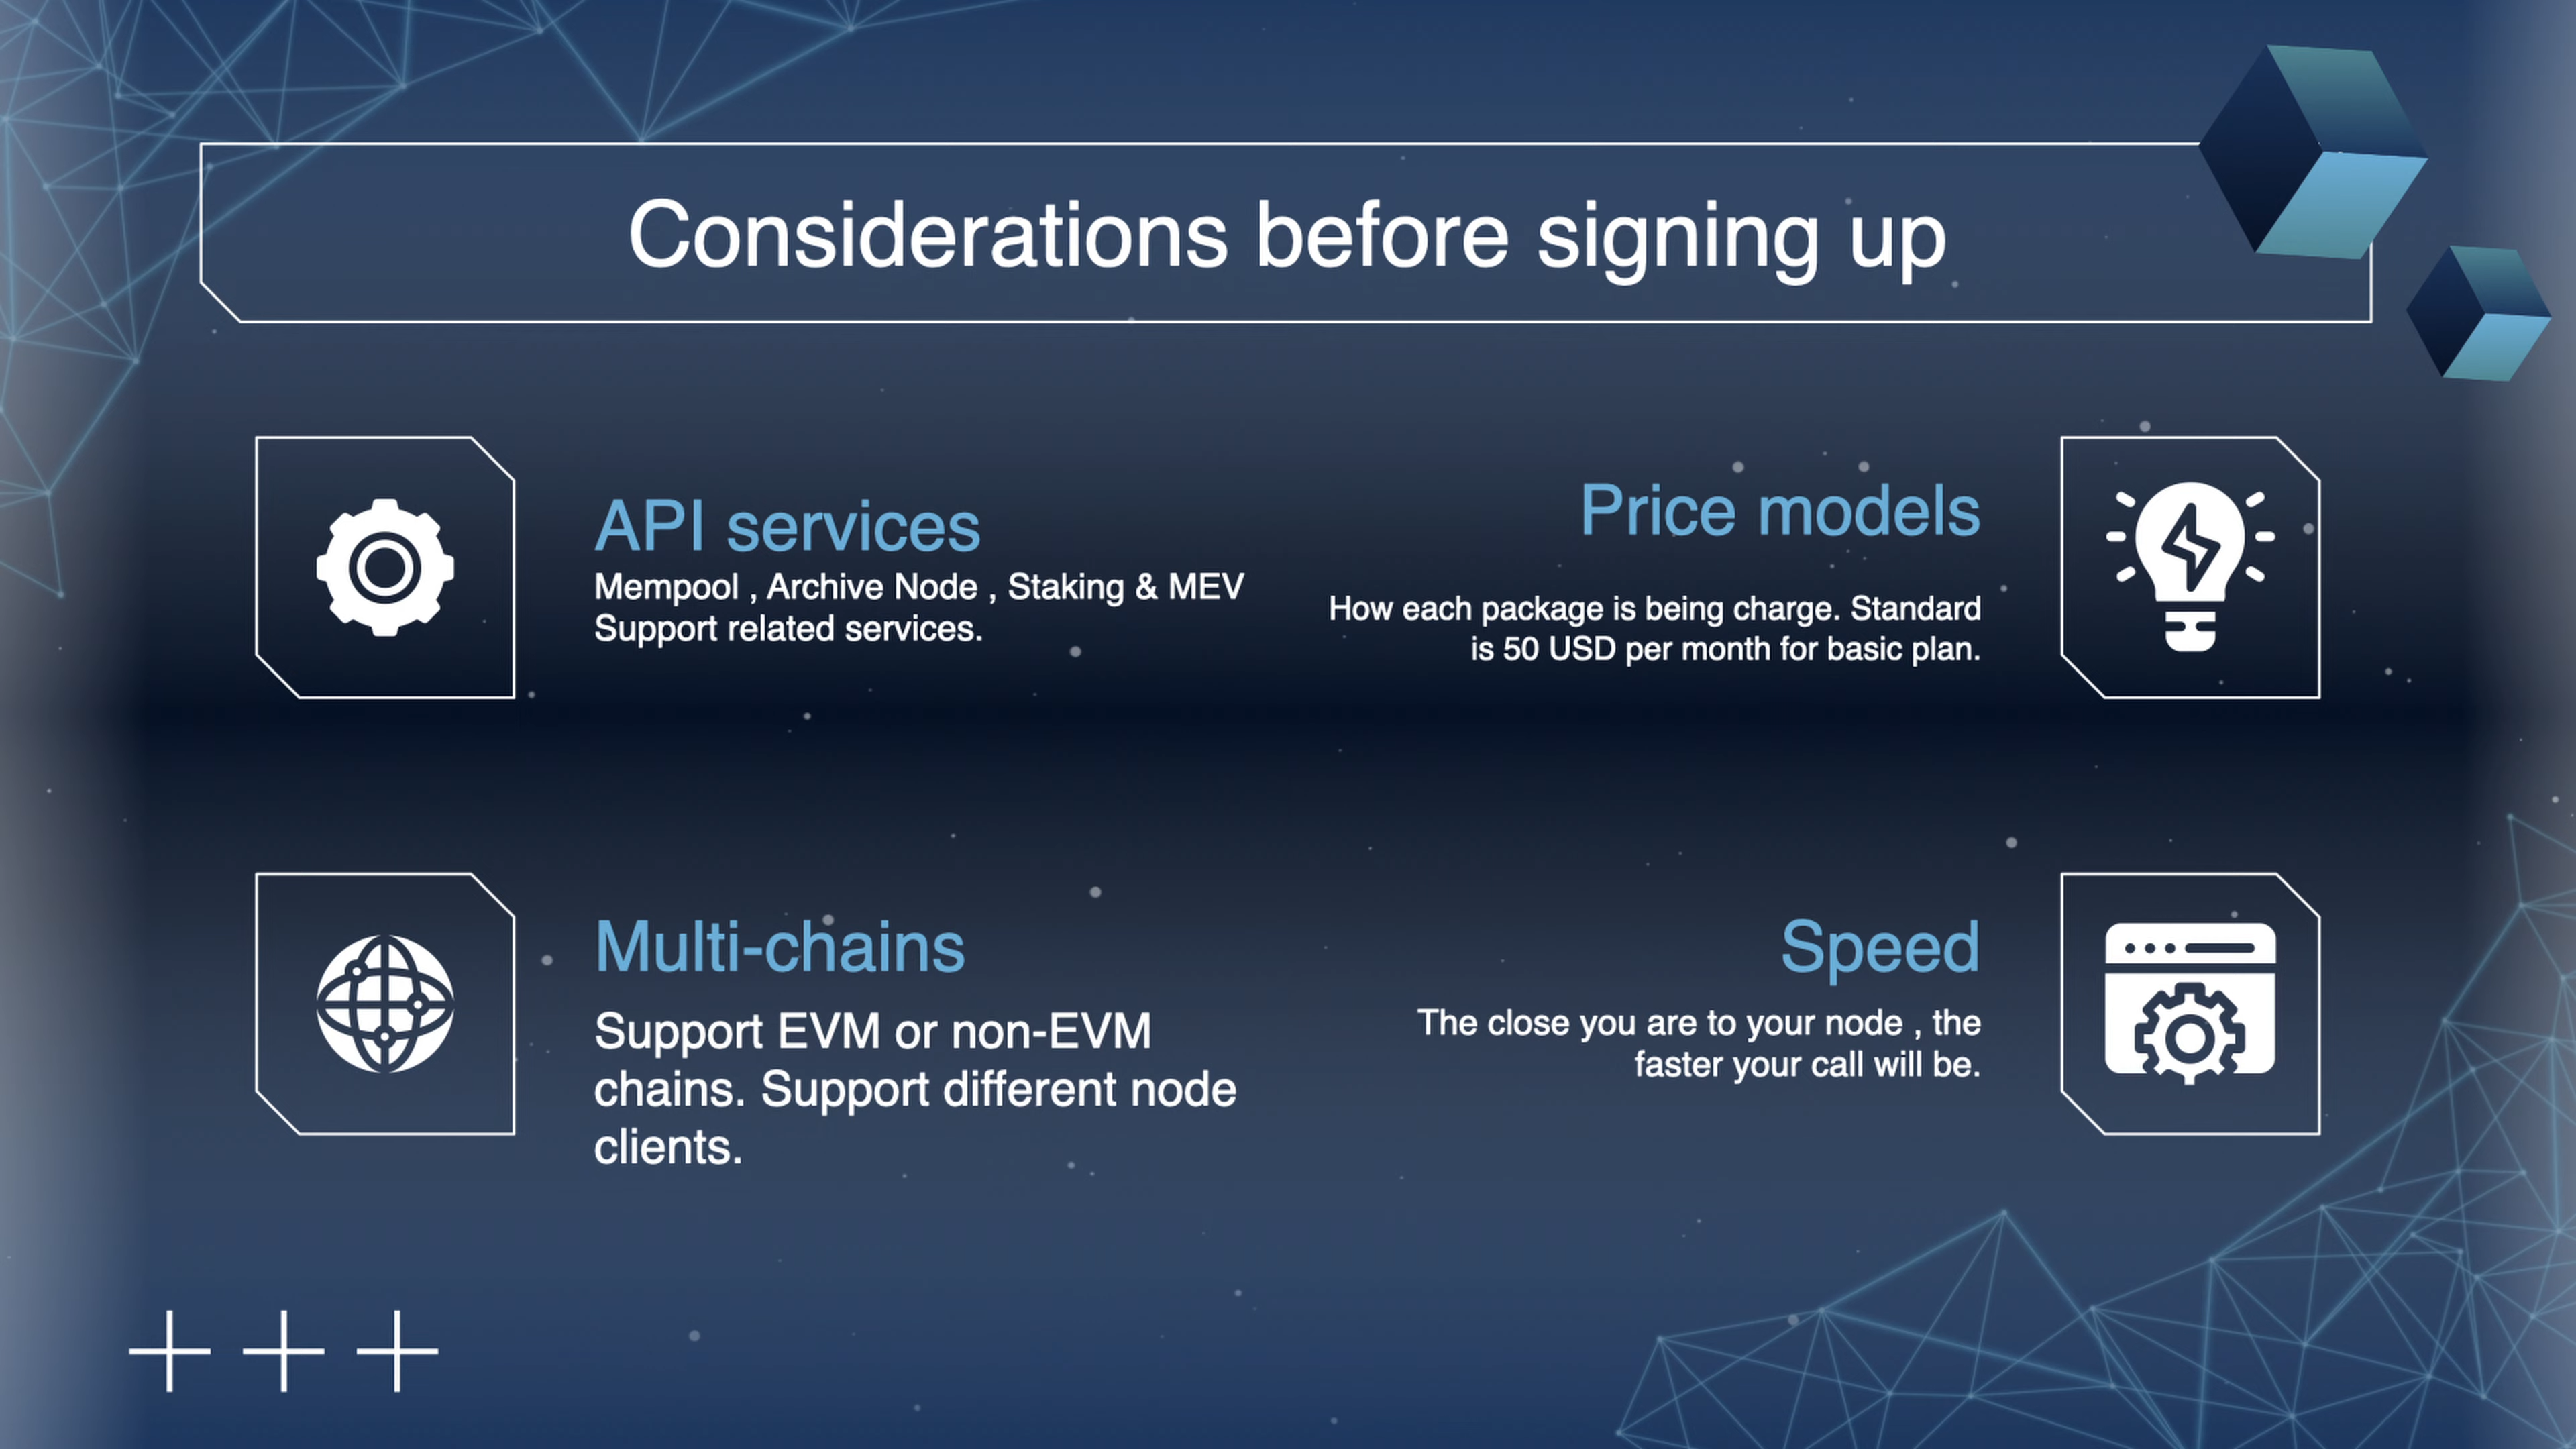 Considerations before signing up
API services
Mempool , Archive Node , Staking & MEV
Support related services.
Price models
How each package is being charge. Standard
is 50 USD per month for basic plan.
Multi-chains
Support EVM or non-EVM
chains. Support different node
clients.
Speed
The close you are to your node , the
faster your call will be.